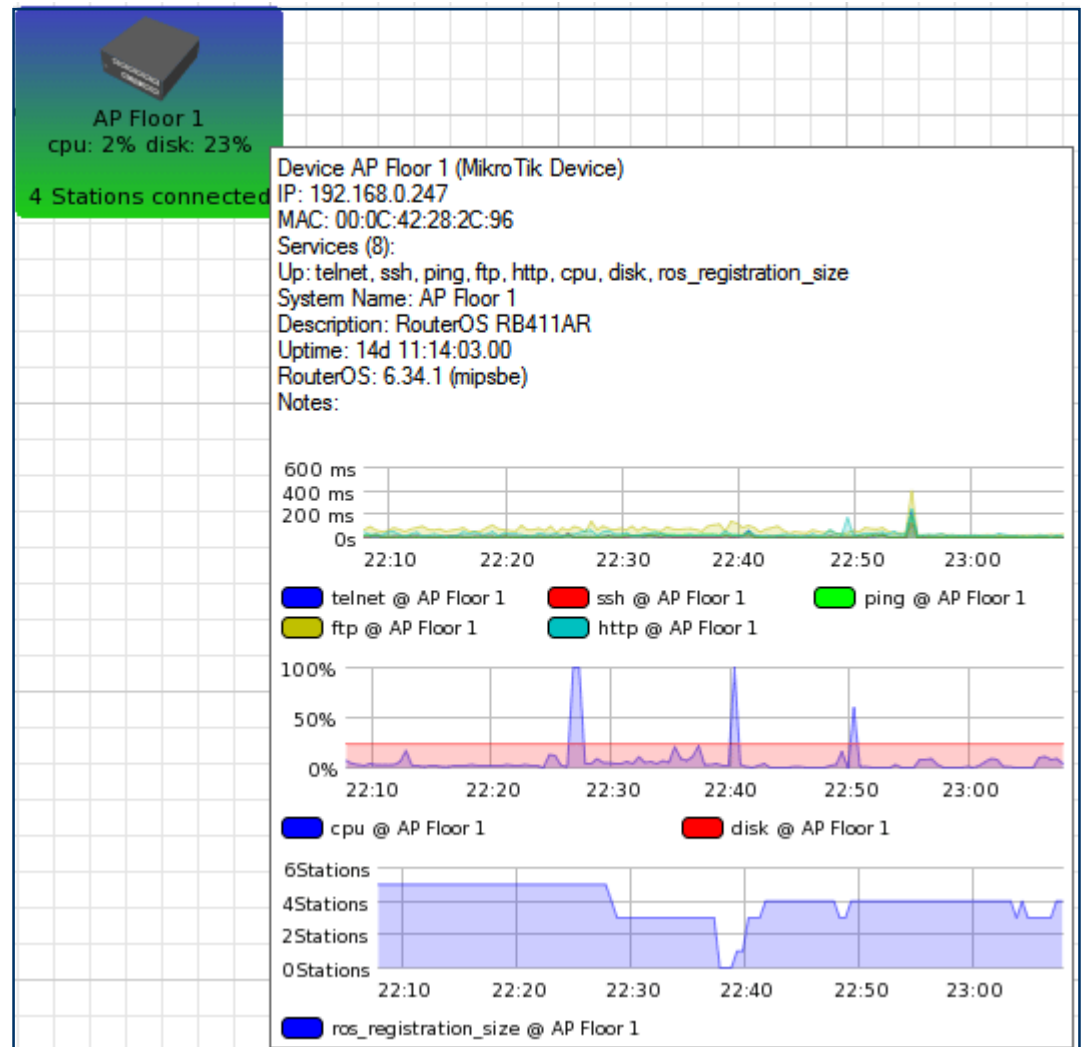 AP Floor 1
cpu: 2% disk: 23%
4 Stations connected
Device AP Floor 1 (MikroTik Device)
IP: 192.168.0.247
MAC: 00:0C:42:28:2C:96
Services (8):
Up: telnet, ssh, ping, ftp, http, cpu, disk, ros_registration_size
System Name: AP Floor 1
Description: RouterOS RB411AR
Uptime: 14d 11:14:03.00
RouterOS: 6.34.1 (mipsbe)
Notes:
600 ms
400 ms
200 ms
0s
22:10 22:20 22:30 22:40 22:50 23:00
telnet @ AP Floor 1 ssh @ AP Floor 1 ping @ AP Floor 1
ftp @ AP Floor 1 http @ AP Floor 1
100%
50%
0%
22:10 22:20 22:30 22:40 22:50 23:00
cpu @ AP Floor 1 disk @ AP Floor 1
6Stations
4Stations
2Stations
0Stations
22:10 22:20 22:30 22:40 22:50 23:00
ros_registration_size @ AP Floor 1